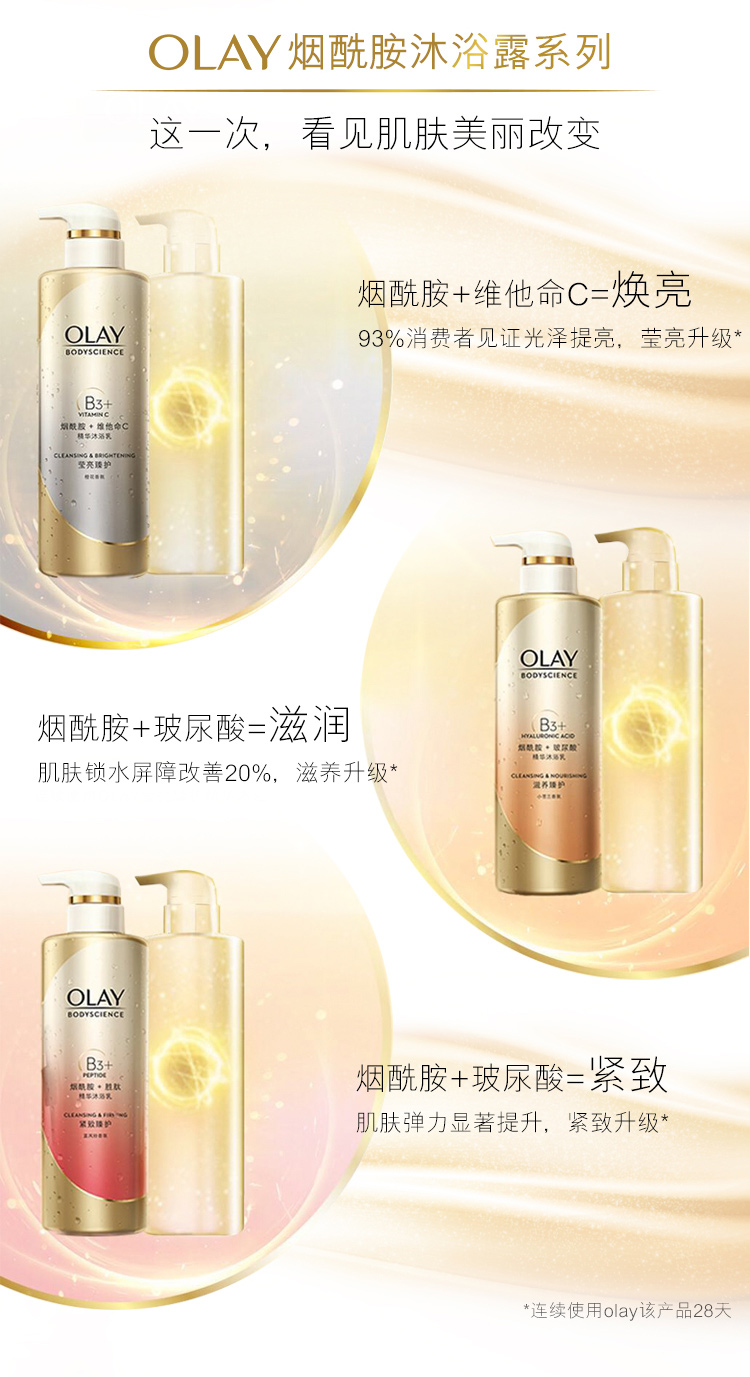 OLAY烟酰胺沐浴露系列
这一次，看见肌肤美丽改变
烟酰胺+维他命C=焕亮
93%消费者见证光泽提亮，莹亮升级*
OLAY
BODYSCIENCE
B3+
VITAMIN C
烟酰胺 + 维他命C
精华沐浴乳
CLEANSING & BRIGHTENING
莹亮臻护
OLAY
BODYSCIENCE
B3+
HYALURONIC ACID
烟酰胺 + 玻尿酸
精华沐浴乳
CLEANSING & NOURISHING
滋养臻护
烟酰胺+玻尿酸=滋润
肌肤锁水屏障改善20%，滋养升级*
OLAY
BODYSCIENCE
B3+
PEPTIDE
烟酰胺 + 胜肽
精华沐浴乳
CLEANSING & FIRMING
紧致臻护
烟酰胺+玻尿酸=紧致
肌肤弹力显著提升，紧致升级*
*连续使用olay该产品28天